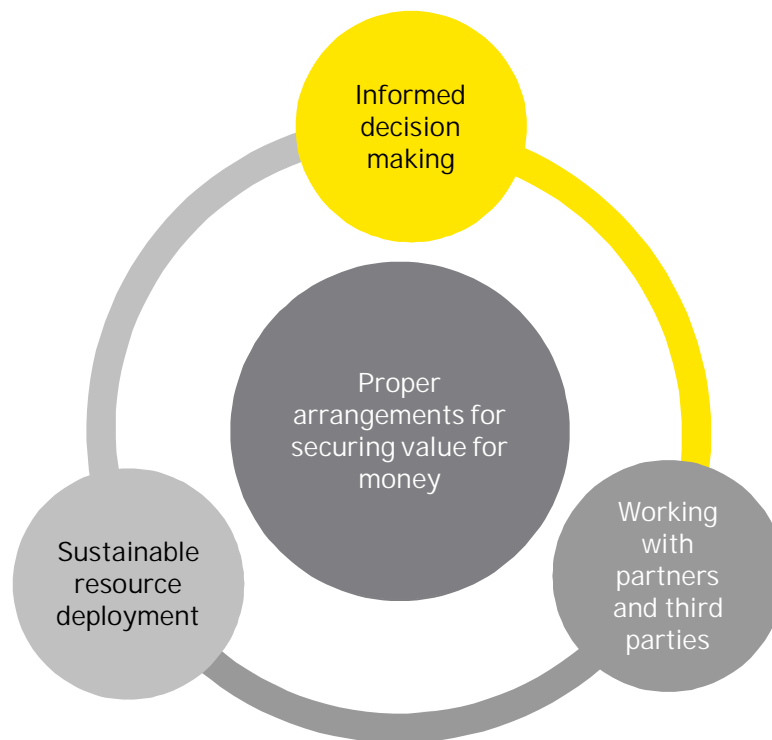 Informed
decision
making
Proper
arrangements for
securing value for
money
Sustainable
resource
deployment
Working
with
partners
and third
parties